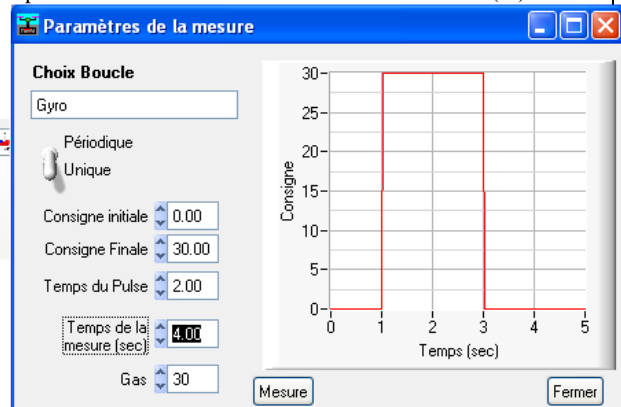 Paramètres de la mesure
Choix Boucle
Gyro
Périodique
Unique
Consigne initiale 0.00
Consigne Finale 30.00
Temps du Pulse 2.00
Temps de la
mesure (sec) 4.00
Gas 30
Consigne
30
25
20
15
10
5
0
0 1 2 3 4 5
Temps (sec)
Mesure
Fermer